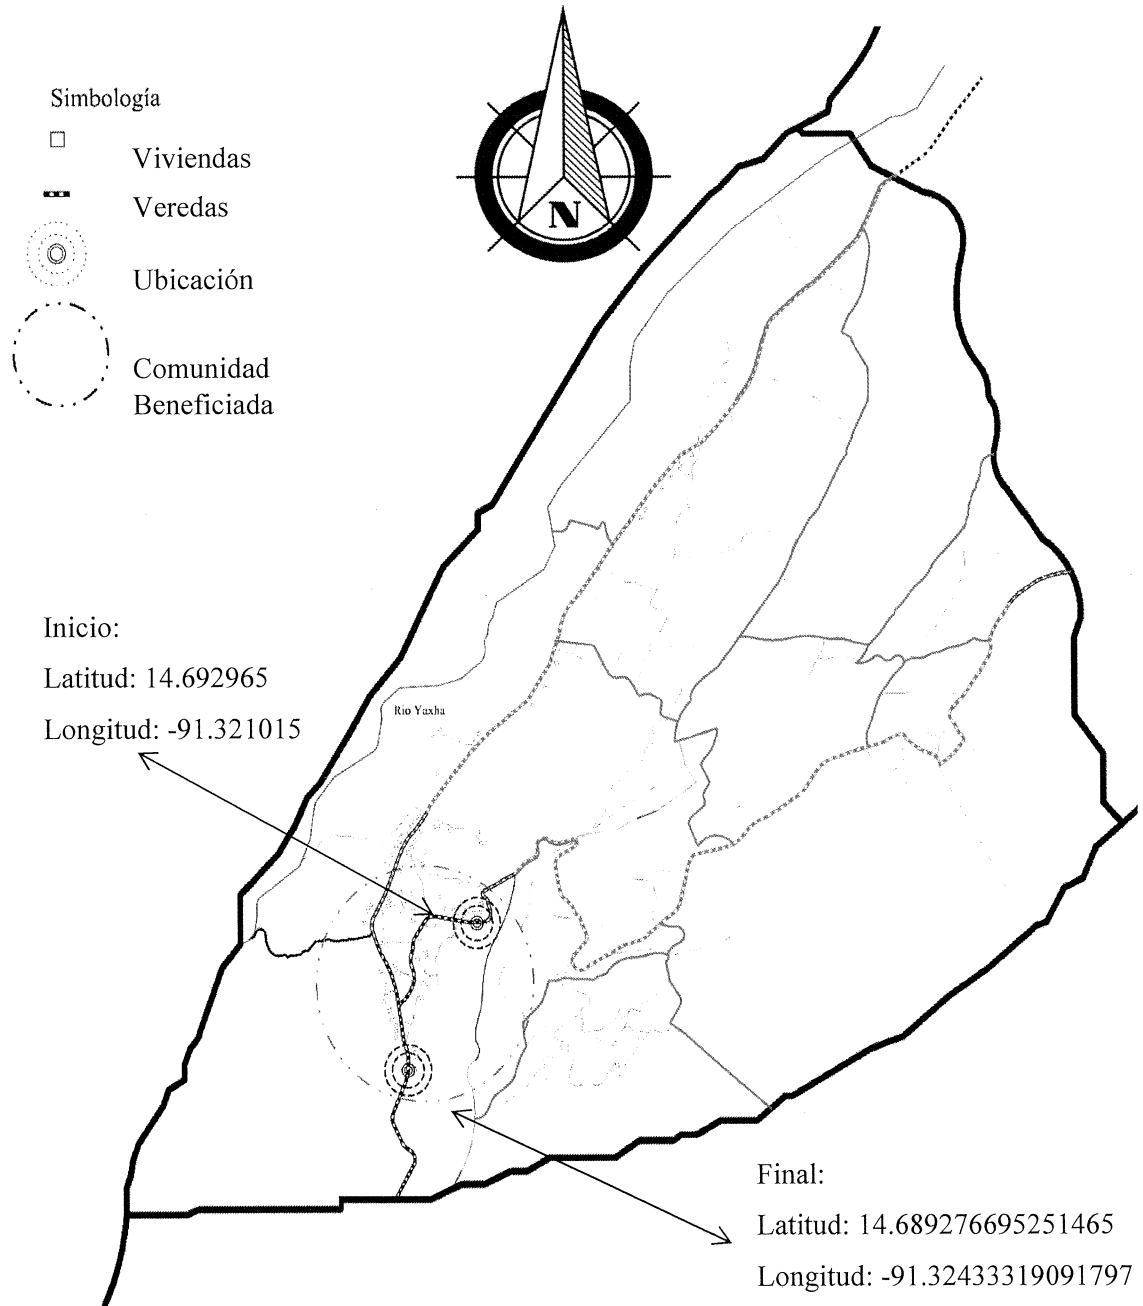 Simbología
Viviendas
Veredas
Ubicación
Comunidad
Beneficiada
N
Inicio:
Latitud: 14.692965
Longitud: -91.321015
Rio Yaxha
Final:
Latitud: 14.689276695251465
Longitud: -91.32433319091797